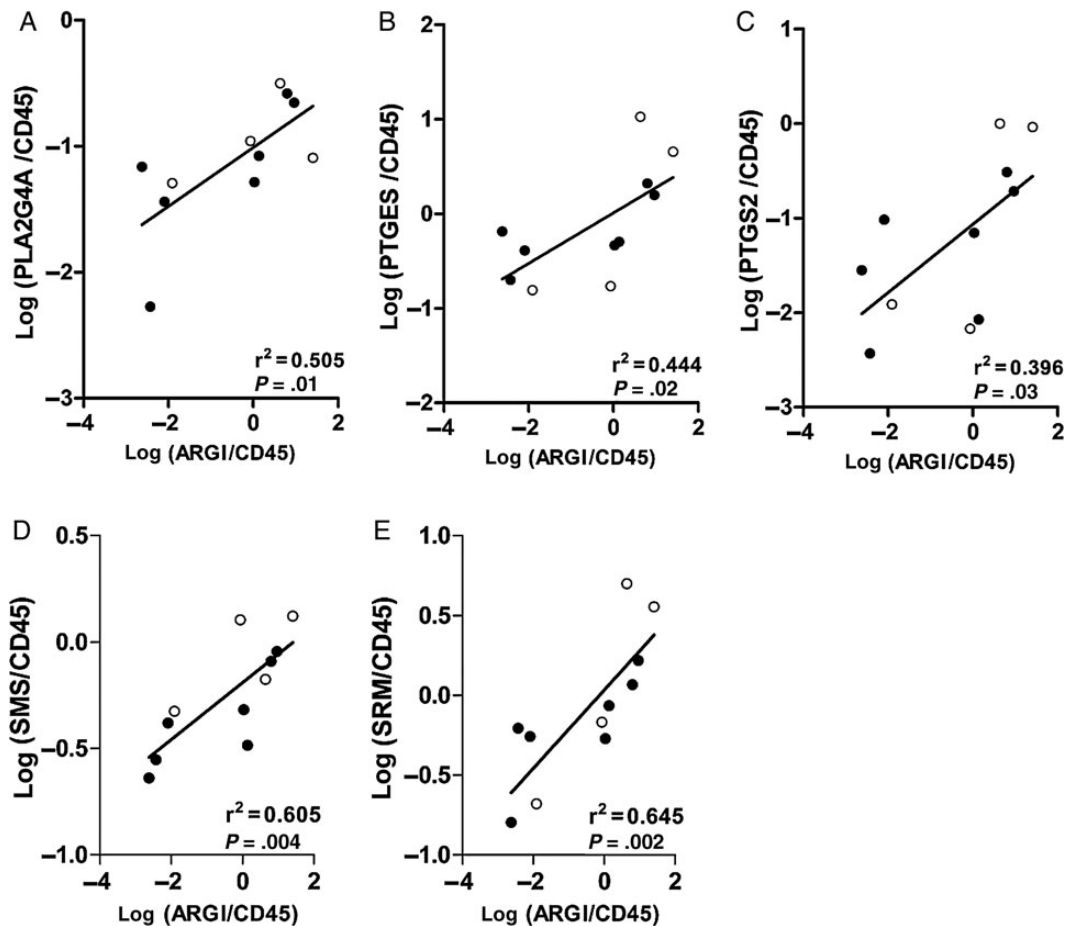 A
Log (PLA2G4A /CD45)
0
–1
–2
–3
–4
–2
0
2
r² = 0.505
P = .01
Log (ARGI/CD45)
B
Log (PTGES /CD45)
2
1
0
–1
2
–4
–2
0
2
r² = 0.444
P = .02
Log (ARGI/CD45)
C
Log (PTGS2 /CD45)
1
0
–1
–2
–3
–4
–2
0
2
r² = 0.396
P = .03
Log (ARGI/CD45)
D
Log (SMS/CD45)
0.5
0.0
–0.5
–1.0
–4
–2
0
2
r² = 0.605
P = .004
Log (ARGI/CD45)
E
Log (SRM/CD45)
1.0
0.5
0.0
–0.5
–1.0
–4
–2
0
2
r² = 0.645
P = .002
Log (ARGI/CD45)